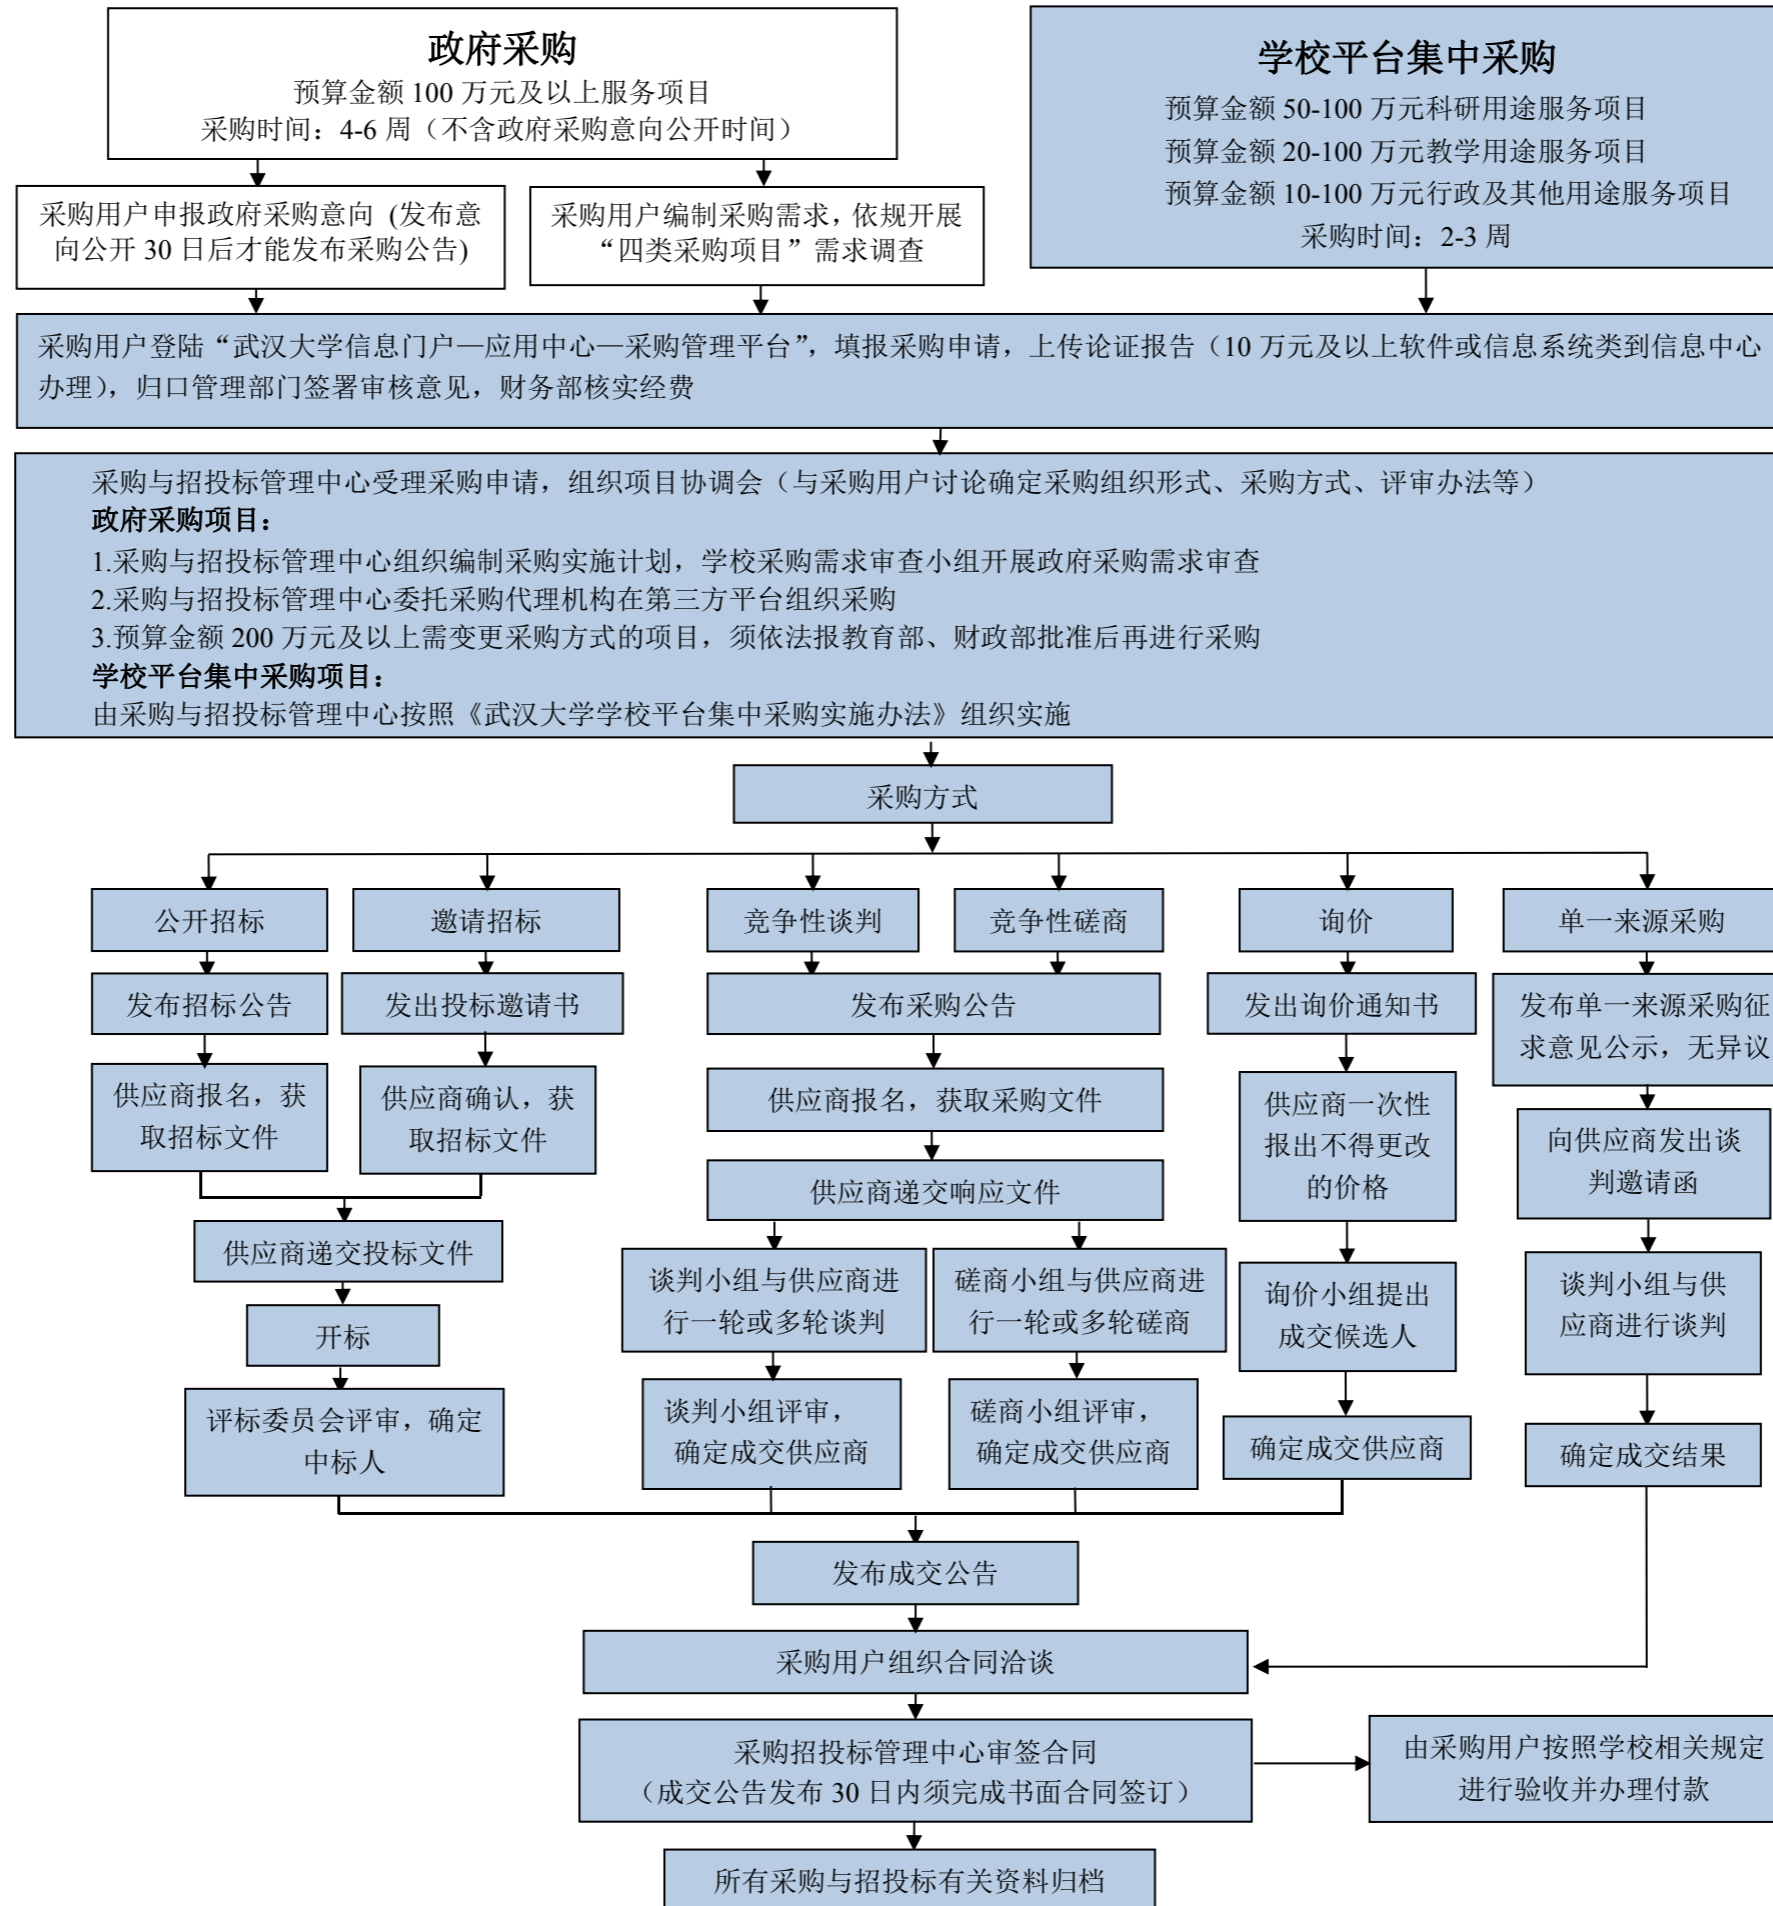 政府采购
预算金额 100 万元及以上服务项目
采购时间：4-6 周（不含政府采购意向公开时间）
学校平台集中采购
预算金额 50-100 万元科研用途服务项目
预算金额 20-100 万元教学用途服务项目
预算金额 10-100 万元行政及其他用途服务项目
采购时间：2-3 周
采购用户申报政府采购意向 (发布意
向公开 30 日后才能发布采购公告)
采购用户编制采购需求，依规开展
“四类采购项目”需求调查
采购用户登陆“武汉大学信息门户—应用中心—采购管理平台”，填报采购申请，上传论证报告（10 万元及以上软件或信息系统类到信息中心
办理），归口管理部门签署审核意见，财务部核实经费
采购与招投标管理中心受理采购申请，组织项目协调会（与采购用户讨论确定采购组织形式、采购方式、评审办法等）
政府采购项目：
1.采购与招投标管理中心组织编制采购实施计划，学校采购需求审查小组开展政府采购需求审查
2.采购与招投标管理中心委托采购代理机构在第三方平台组织采购
3.预算金额 200 万元及以上需变更采购方式的项目，须依法报教育部、财政部批准后再进行采购
学校平台集中采购项目：
由采购与招投标管理中心按照《武汉大学学校平台集中采购实施办法》组织实施
采购方式
公开招标
邀请招标
竞争性谈判
竞争性磋商
询价
单一来源采购
发布招标公告
发出投标邀请书
发布采购公告
发出询价通知书
发布单一来源采购征
求意见公示，无异议
供应商报名，获
取招标文件
供应商确认，获
取招标文件
供应商报名，获取采购文件
供应商一次性
报出不得更改
的价格
向供应商发出谈
判邀请函
供应商递交响应文件
供应商递交投标文件
谈判小组与供应商进
行一轮或多轮谈判
磋商小组与供应商进
行一轮或多轮磋商
询价小组提出
成交候选人
谈判小组与供
应商进行谈判
开标
评标委员会评审，确定
中标人
谈判小组评审，
确定成交供应商
磋商小组评审，
确定成交供应商
确定成交供应商
确定成交结果
发布成交公告
采购用户组织合同洽谈
采购招投标管理中心审签合同
（成交公告发布 30 日内须完成书面合同签订）
由采购用户按照学校相关规定
进行验收并办理付款
所有采购与招投标有关资料归档